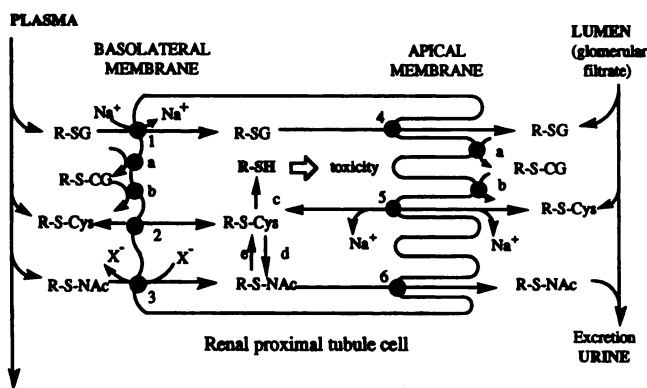 PLASMA
BASOLATERAL
MEMBRANE
APICAL
MEMBRANE
LUMEN
(glomerular
filtrate)
Na⁺ Na⁺
R-SG
1
R-SG
4
R-SG
a
a
R-S-CG
R-SH toxicity
R-S-CG
b
b
c
5
R-S-Cys
2
R-S-Cys
R-S-Cys
Na⁺ Na⁺
e d
X⁻ X⁻
R-S-NAc
3
R-S-NAc
6
R-S-NAc
Renal proximal tubule cell
Excretion
URINE